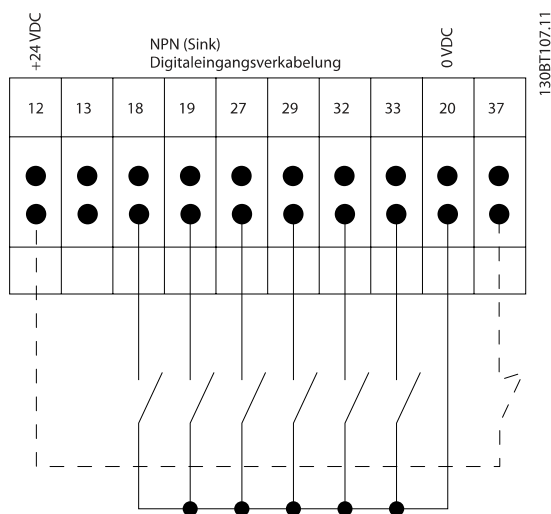 +24 VDC
NPN (Sink)
Digitaleingangsverkabelung
0 VDC
130BT107.11
12 13 18 19 27 29 32 33 20 37